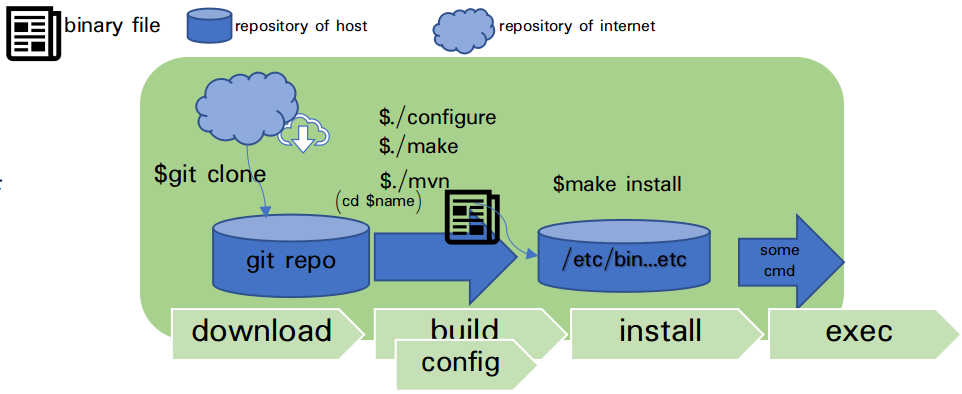 binary file
repository of host
repository of internet
$git clone
$./configure
$./make
$./mvn
(cd $name)
$make install
git repo
/etc/bin...etc
some
cmd
download
build
config
install
exec